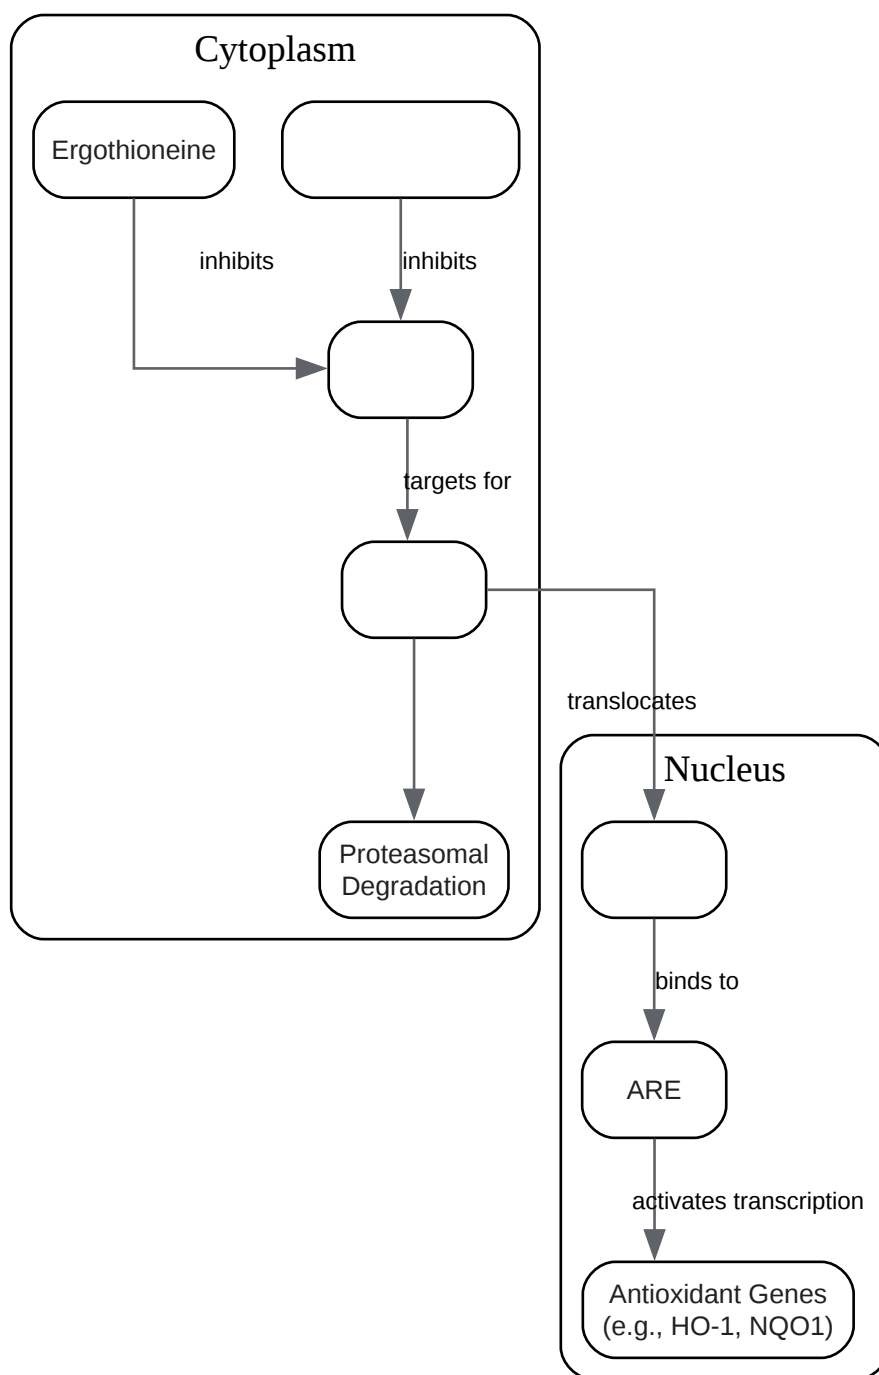 Cytoplasm
Ergothioneine
inhibits
inhibits
targets for
translocates
Proteasomal
Degradation
Nucleus
binds to
ARE
activates transcription
Antioxidant Genes
(e.g., HO-1, NQO1)